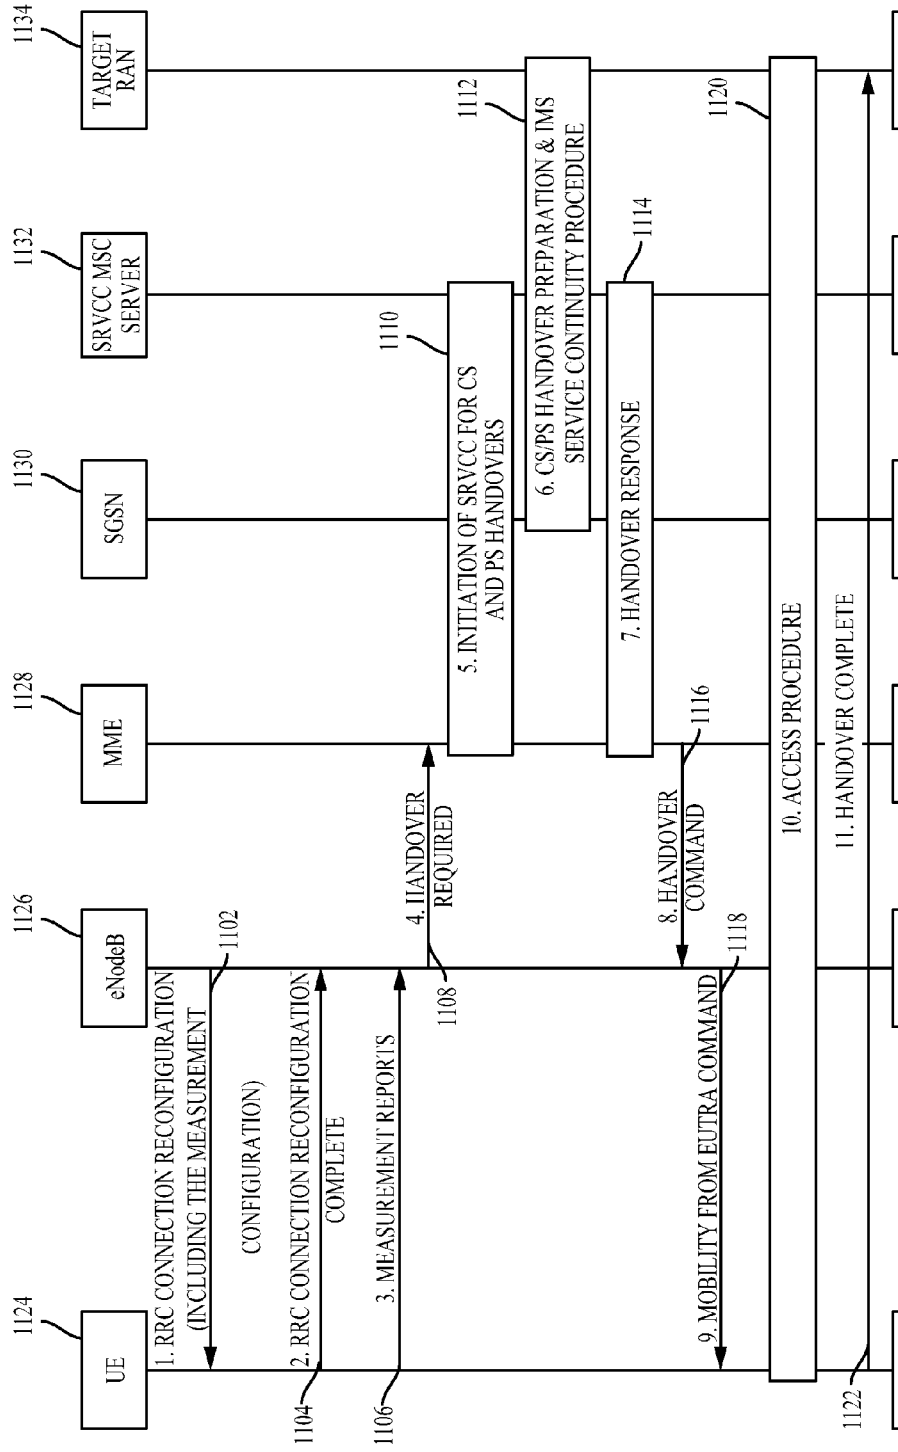 1124
1126
1128
1130
1132
1134
UE
eNodeB
MME
SGSN
SRVCC MSC
SERVER
TARGET
RAN
1. RRC CONNECTION RECONFIGURATION
(INCLUDING THE MEASUREMENT
CONFIGURATION)
1102
2. RRC CONNECTION RECONFIGURATION
COMPLETE
1104
3. MEASUREMENT REPORTS
1106
4. HANDOVER
REQUIRED
1108
5. INITIATION OF SRVCC FOR CS
AND PS HANDOVERS
1110
6. CS/PS HANDOVER PREPARATION & IMS
SERVICE CONTINUITY PROCEDURE
1112
7. HANDOVER RESPONSE
1114
8. HANDOVER
COMMAND
1116
9. MOBILITY FROM EUTRA COMMAND
1118
10. ACCESS PROCEDURE
1120
11. HANDOVER COMPLETE
1122